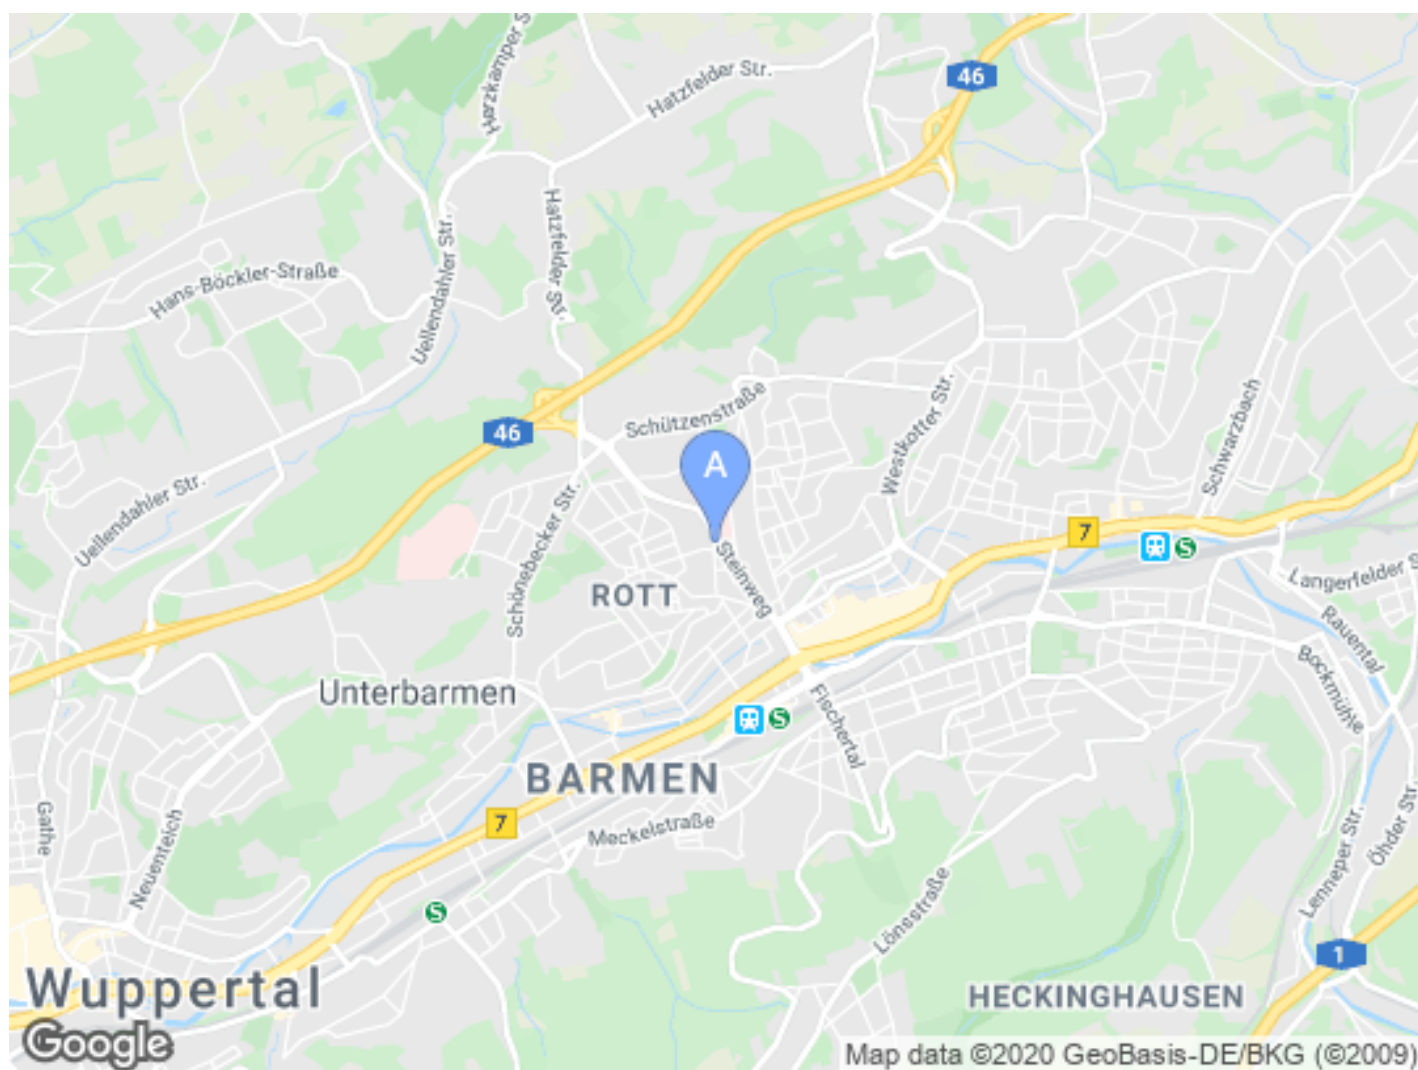 Herzkamper S
Hatzfelder Str.
46
Hatzfelder Str.
Uellendahler Str.
Hans-Böckler-Straße
Schützenstraße
Westkotter Str.
Schwarzbach
46
A
Uellendahler Str.
Schönebecker Str.
Steinweg
7
S
Langerfelder S
ROTT
Rauental
Bockmühle
Unterbarmen
Fischertal
S
BARMEN
7
Meckelstraße
Gathe
Neuenteich
Öhder Str.
Lenneper Str.
Lönsstraße
S
1
Wuppertal
HECKINGHAUSEN
Google
Map data ©2020 GeoBasis-DE/BKG (©2009)